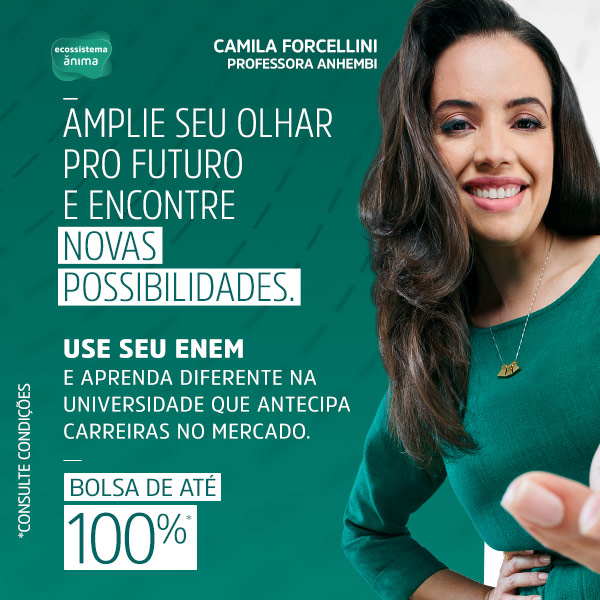 ecossistema
ănima
CAMILA FORCELLINI
PROFESSORA ANHEMBI
AMPLIE SEU OLHAR
PRO FUTURO
E ENCONTRE
NOVAS
POSSIBILIDADES.
USE SEU ENEM
E APRENDA DIFERENTE NA
UNIVERSIDADE QUE ANTECIPA
CARREIRAS NO MERCADO.
BOLSA DE ATÉ
100%*
*CONSULTE CONDIÇÕES